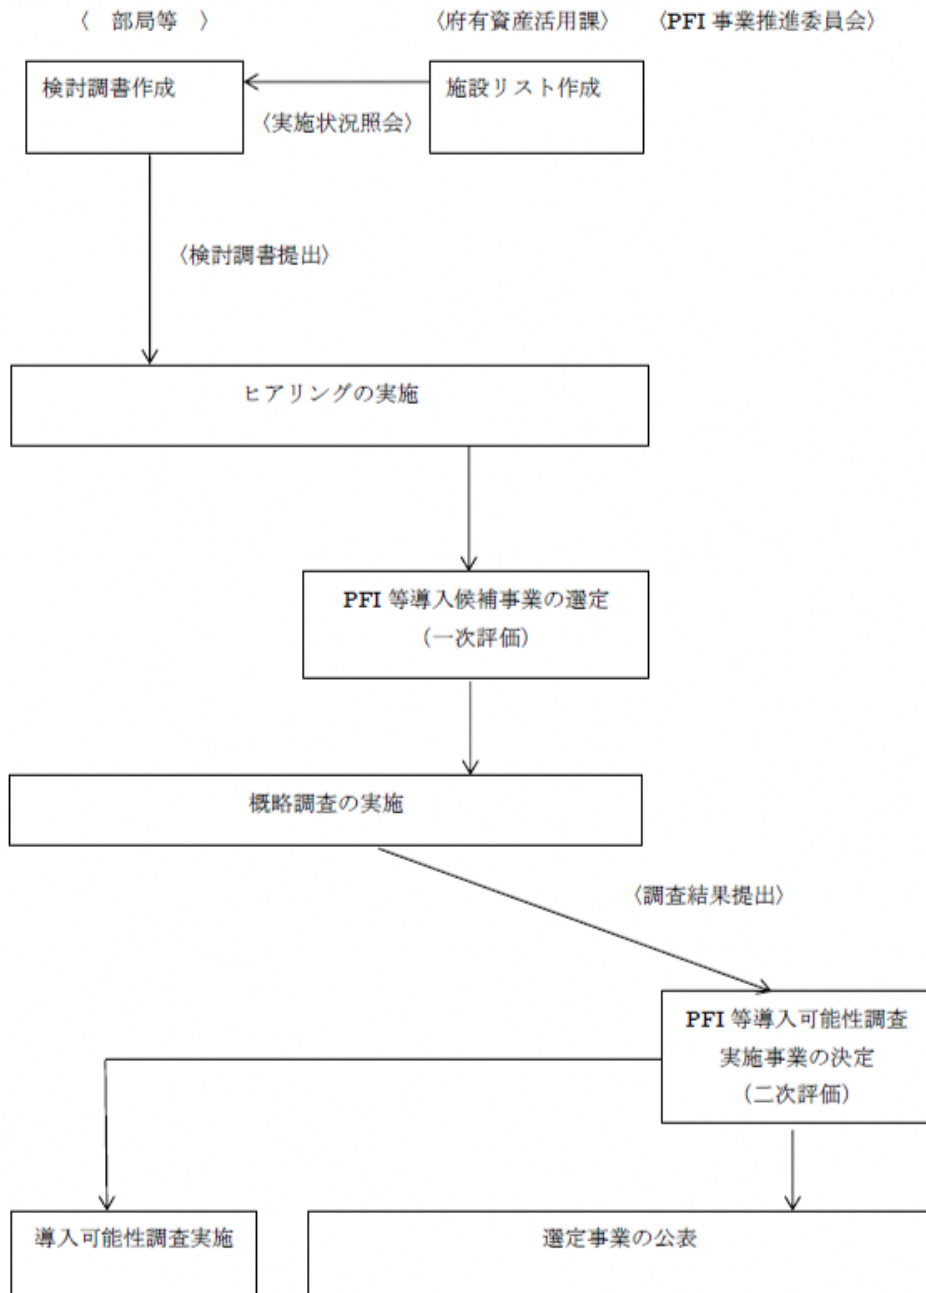 〈　部局等　〉
〈府有資産活用課〉
〈PFI 事業推進委員会〉
検討調書作成
施設リスト作成
〈実施状況照会〉
〈検討調書提出〉
ヒアリングの実施
PFI 等導入候補事業の選定
（一次評価）
概略調査の実施
〈調査結果提出〉
PFI 等導入可能性調査
実施事業の決定
（二次評価）
導入可能性調査実施
選定事業の公表